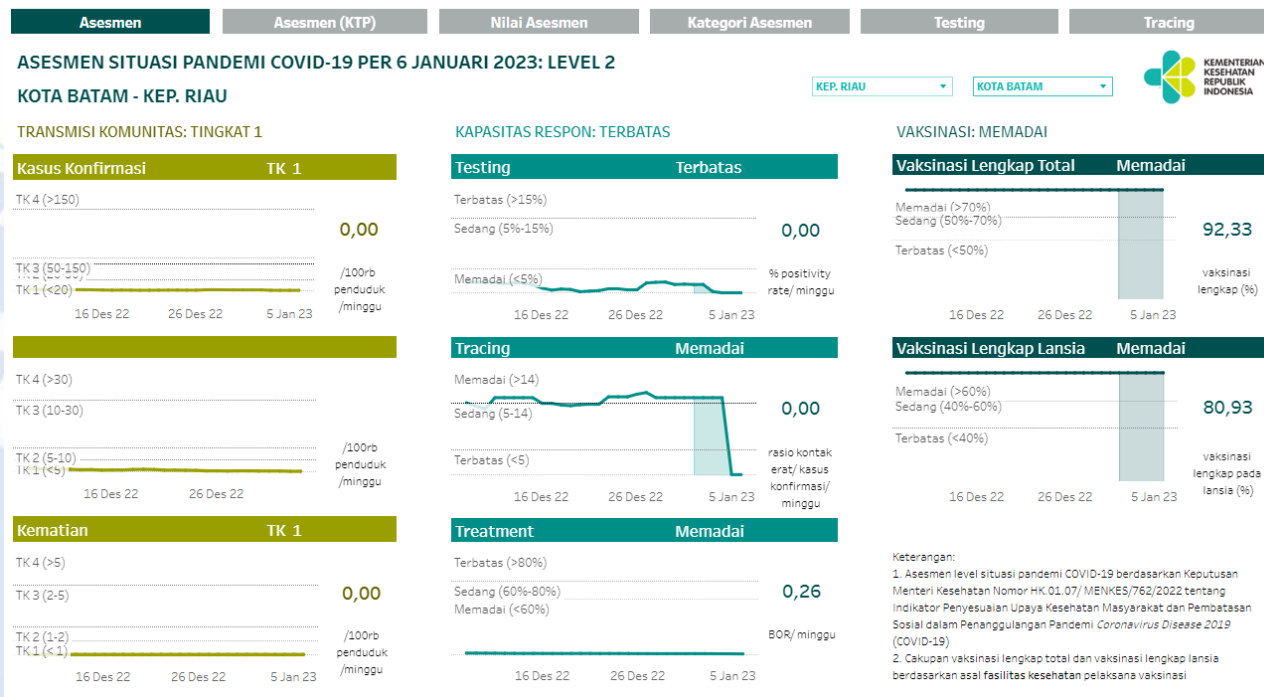 Asesmen
Asesmen (KTP)
Nilai Asesmen
Kategori Asesmen
Testing
Tracing
ASESMEN SITUASI PANDEMI COVID-19 PER 6 JANUARI 2023: LEVEL 2
KOTA BATAM - KEP. RIAU
KEP. RIAU
KOTA BATAM
KEMENTERIAN
KESEHATAN
REPUBLIK
INDONESIA
TRANSMISI KOMUNITAS: TINGKAT 1
Kasus Konfirmasi TK 1
TK 4 (>150)
0,00
TK 3 (50-150)
TK 1 (<20)
/100rb
penduduk
/minggu
16 Des 22 26 Des 22 5 Jan 23
TK 4 (>30)
TK 3 (10-30)
TK 2 (5-10)
TK 1 (<5)
/100rb
penduduk
/minggu
16 Des 22 26 Des 22
Kematian TK 1
TK 4 (>5)
TK 3 (2-5)
0,00
TK 2 (1-2)
TK 1 (< 1)
/100rb
penduduk
/minggu
16 Des 22 26 Des 22 5 Jan 23
KAPASITAS RESPON: TERBATAS
Testing Terbatas
Terbatas (>15%)
Sedang (5%-15%)
0,00
Memadai (<5%)
% positivity
rate/ minggu
16 Des 22 26 Des 22 5 Jan 23
Tracing Memadai
Memadai (>14)
Sedang (5-14)
0,00
Terbatas (<5)
rasio kontak
erat/ kasus
konfirmasi/
minggu
16 Des 22 26 Des 22 5 Jan 23
Treatment Memadai
Terbatas (>80%)
Sedang (60%-80%)
0,26
Memadai (<60%)
BOR/ minggu
16 Des 22 26 Des 22 5 Jan 23
VAKSINASI: MEMADAI
Vaksinasi Lengkap Total Memadai
Memadai (>70%)
Sedang (50%-70%)
92,33
Terbatas (<50%)
vaksinasi
lengkap (%)
16 Des 22 26 Des 22 5 Jan 23
Vaksinasi Lengkap Lansia Memadai
Memadai (>60%)
Sedang (40%-60%)
80,93
Terbatas (<40%)
vaksinasi
lengkap pada
lansia (%)
16 Des 22 26 Des 22 5 Jan 23
Keterangan:
1. Asesmen level situasi pandemi COVID-19 berdasarkan Keputusan
Menteri Kesehatan Nomor HK.01.07/ MENKES/762/2022 tentang
Indikator Penyesuaian Upaya Kesehatan Masyarakat dan Pembatasan
Sosial dalam Penanggulangan Pandemi Coronavirus Disease 2019
(COVID-19)
2. Cakupan vaksinasi lengkap total dan vaksinasi lengkap lansia
berdasarkan asal fasilitas kesehatan pelaksana vaksinasi